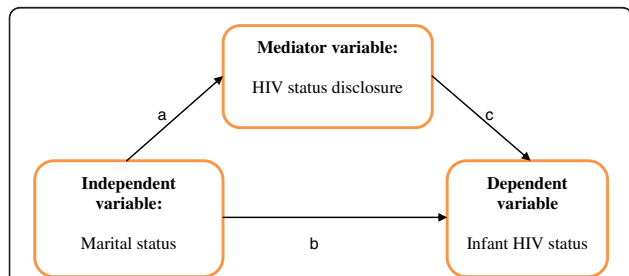 Mediator variable:
HIV status disclosure
a
c
Independent
variable:
Marital status
b
Dependent
variable
Infant HIV status